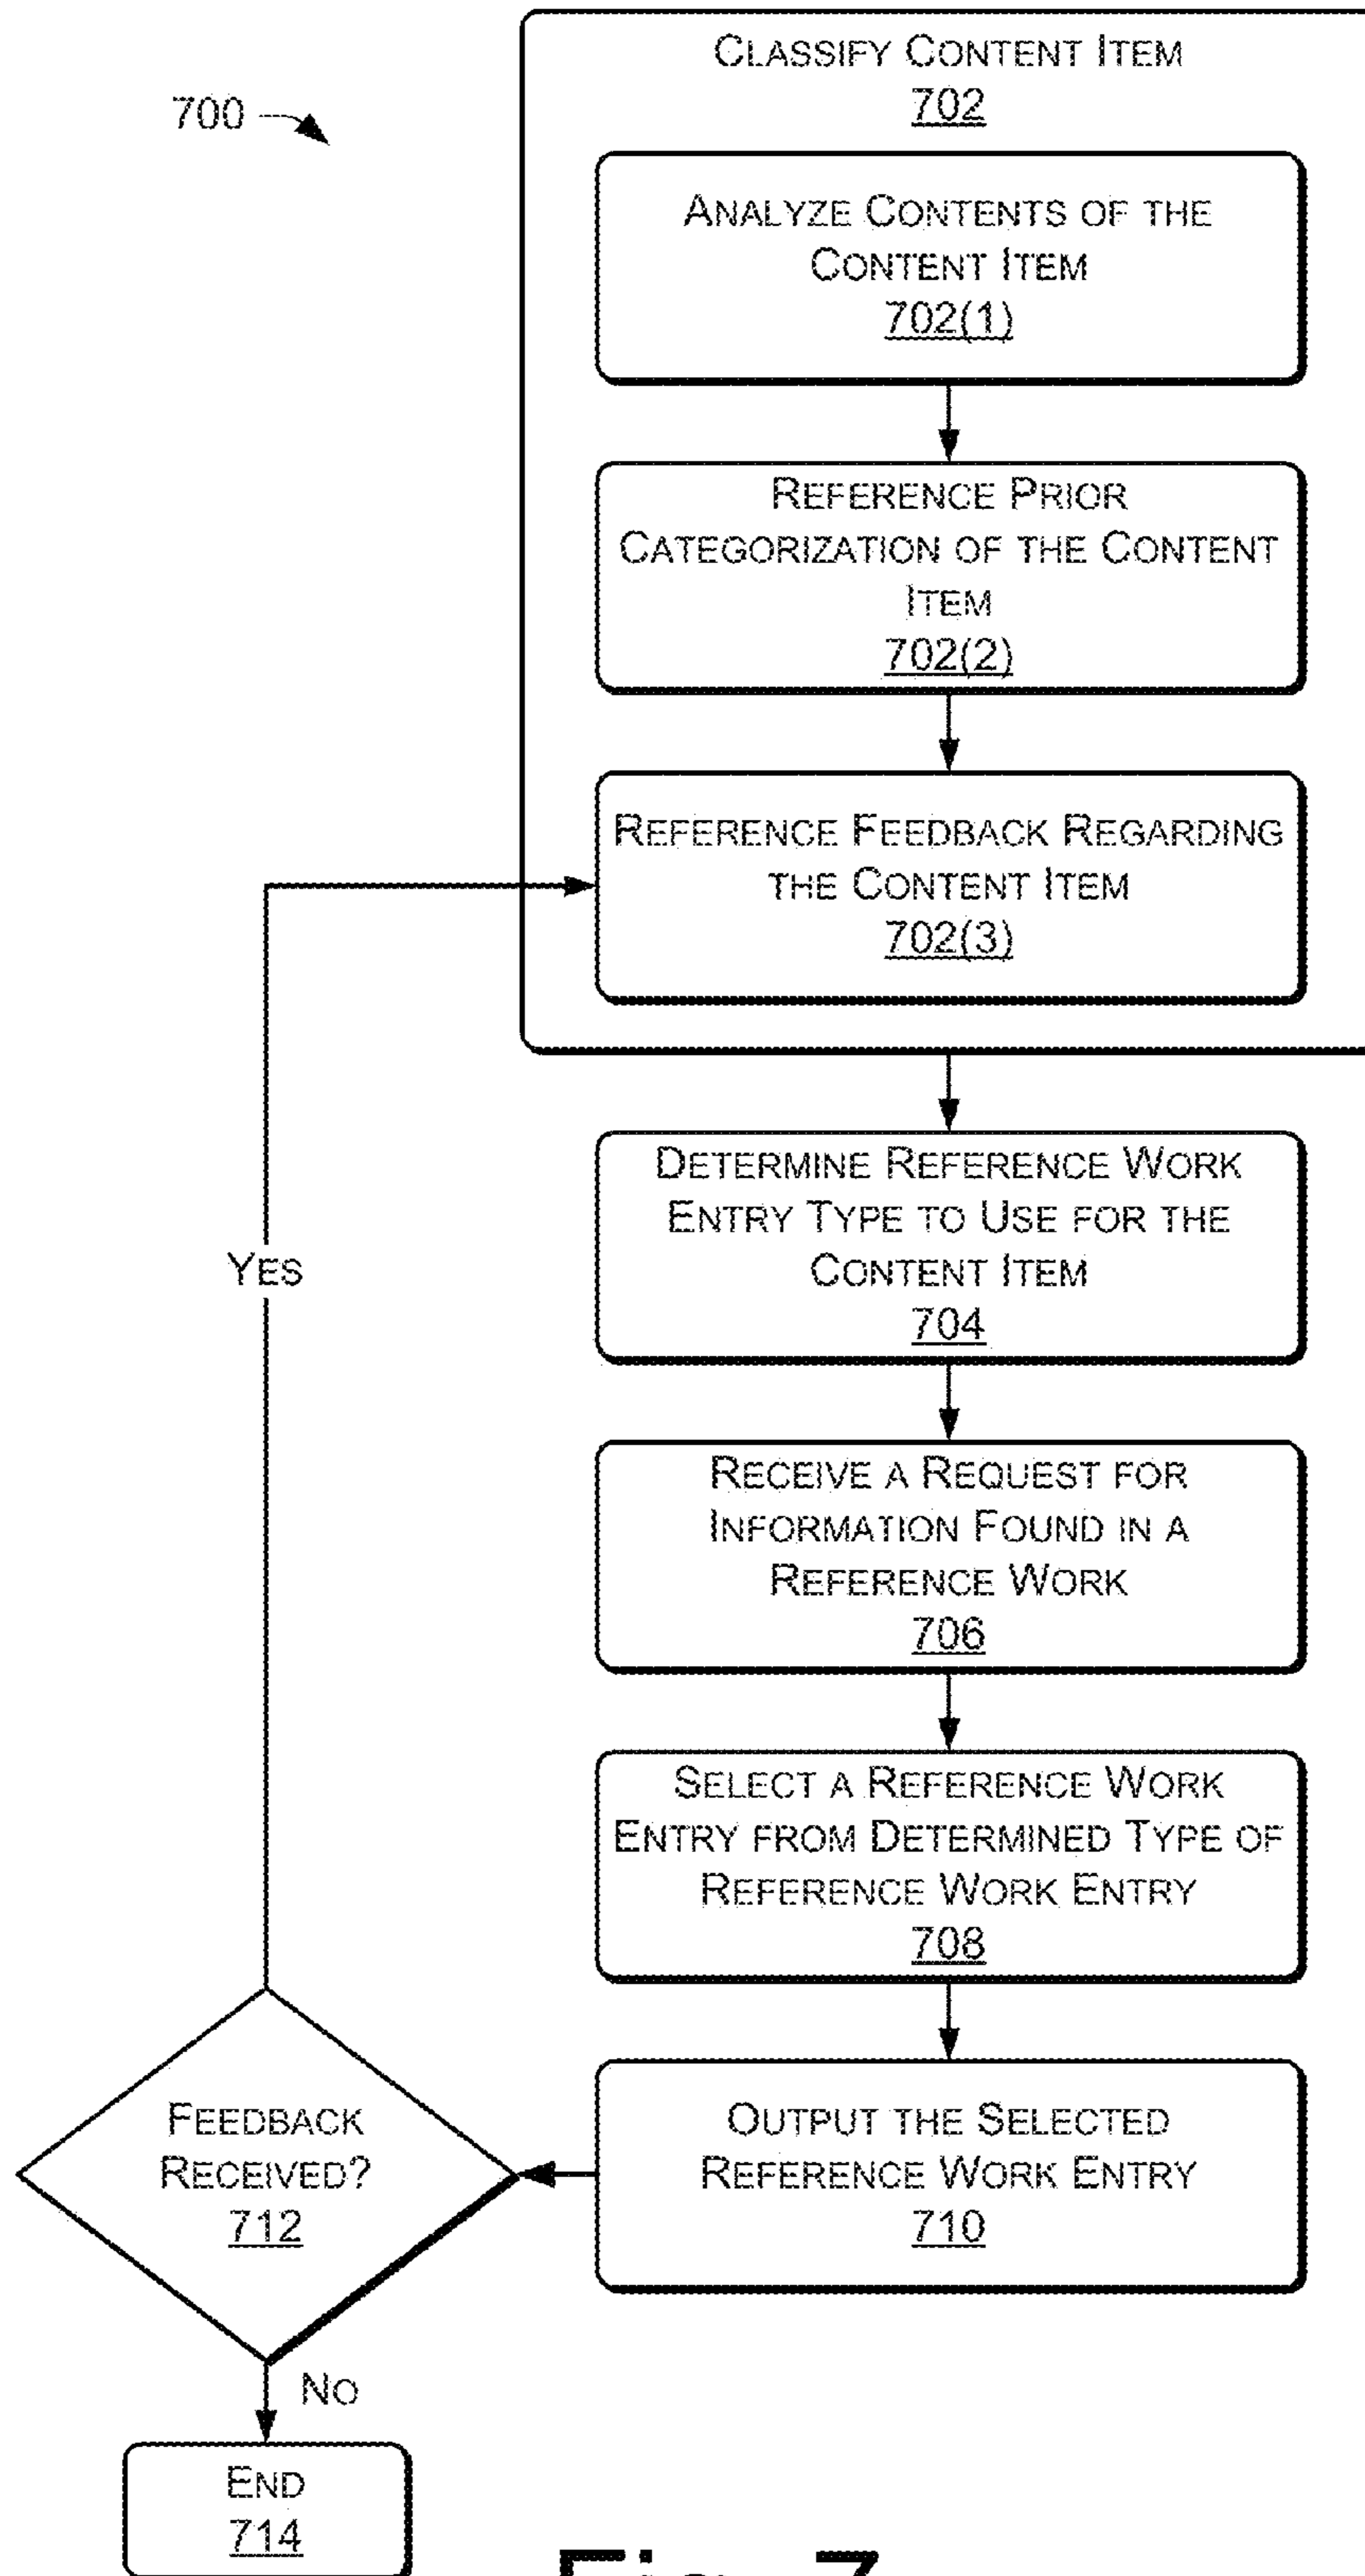 700
CLASSIFY CONTENT ITEM
702
ANALYZE CONTENTS OF THE
CONTENT ITEM
702(1)
REFERENCE PRIOR
CATEGORIZATION OF THE CONTENT
ITEM
702(2)
REFERENCE FEEDBACK REGARDING
THE CONTENT ITEM
702(3)
DETERMINE REFERENCE WORK
ENTRY TYPE TO USE FOR THE
CONTENT ITEM
704
YES
RECEIVE A REQUEST FOR
INFORMATION FOUND IN A
REFERENCE WORK
706
SELECT A REFERENCE WORK
ENTRY FROM DETERMINED TYPE OF
REFERENCE WORK ENTRY
708
OUTPUT THE SELECTED
REFERENCE WORK ENTRY
710
FEEDBACK
RECEIVED?
712
NO
END
714
Fig. 7